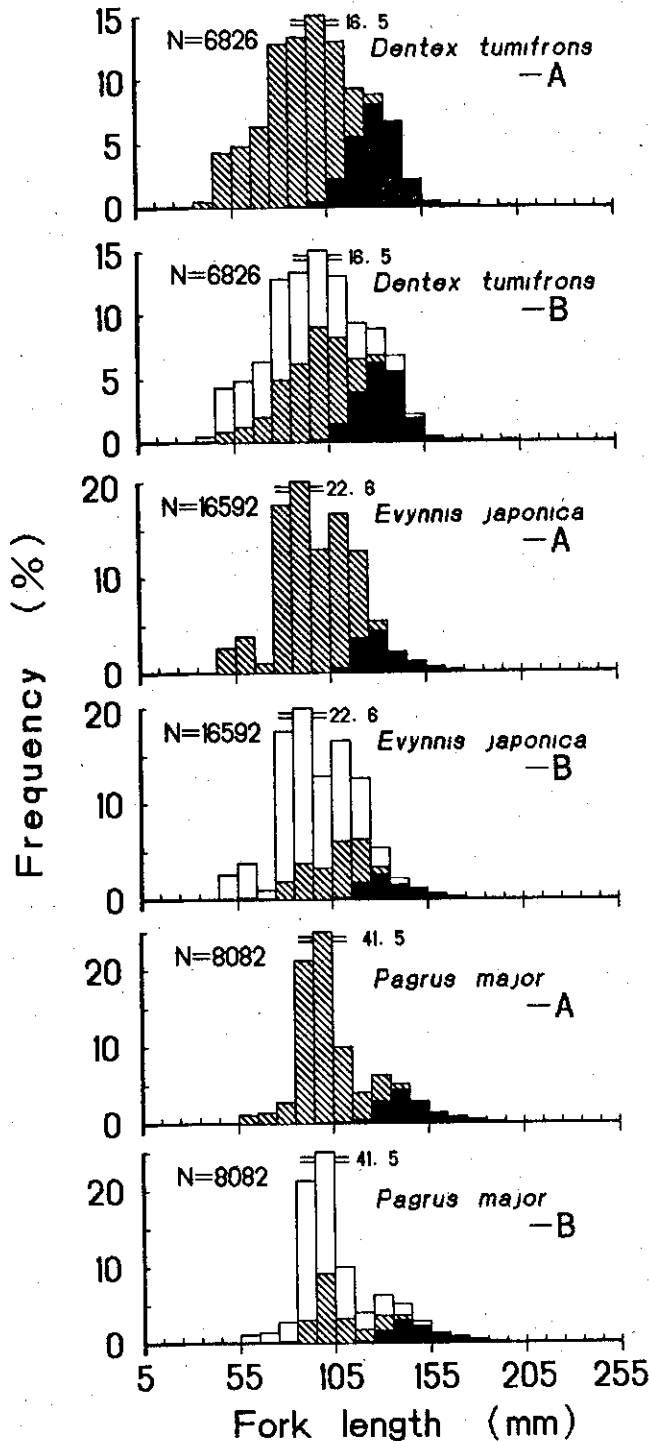 15
10
5
0
N=6826
16. 5
Dentex tumifrons
—A
15
10
5
0
N=6826
16. 5
Dentex tumifrons
—B
20
10
0
N=16592
22. 6
Evynnis japonica
—A
20
10
0
N=16592
22. 6
Evynnis japonica
—B
20
10
0
N=8082
41. 5
Pagrus major
—A
20
10
0
N=8082
41. 5
Pagrus major
—B
Frequency (%)
5 55 105 155 205 255
Fork length (mm)